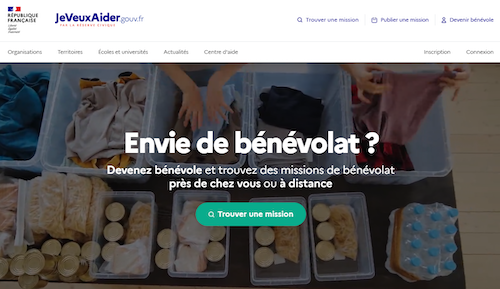 RÉPUBLIQUE
FRANÇAISE
Liberté
Égalité
Fraternité
JeVeuxAider.gouv.fr
PAR LA RÉSERVE CIVIQUE
Trouver une mission
Publier une mission
Devenir bénévole
Organisations
Territoires
Écoles et universités
Actualités
Centre d'aide
Inscription
Connexion
Envie de bénévolat ?
Devenez bénévole et trouvez des missions de bénévolat
près de chez vous ou à distance
Trouver une mission